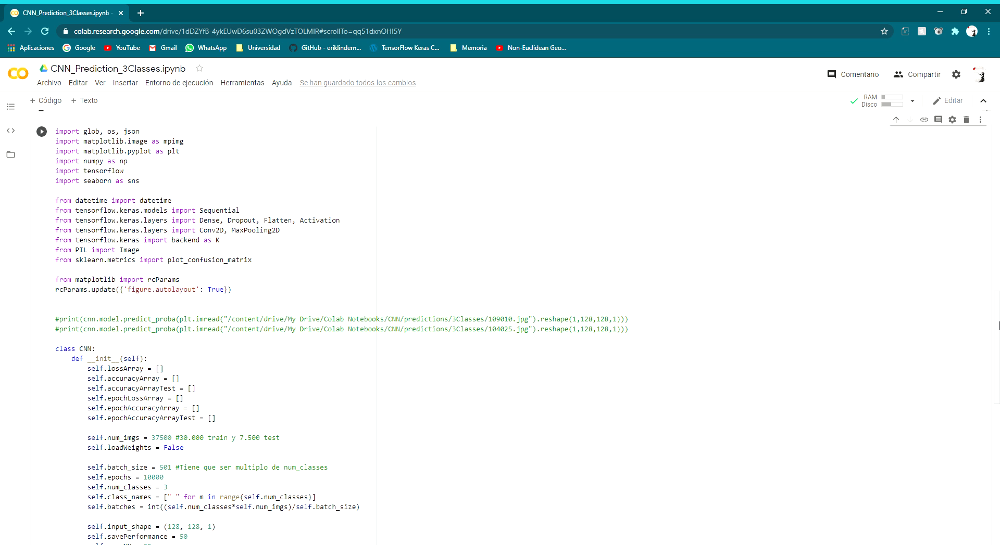 CNN_Prediction_3Classes.ipynb -
colab.research.google.com/drive/1dDZYfB-4ykEUwD6su03ZWOgdVzTOLMIR#scrollTo=qq51dxnOHI5Y
Aplicaciones Google YouTube Gmail WhatsApp Universidad GitHub - eriklindern... TensorFlow Keras C... Memoria Non-Euclidean Geo...
CO CNN_Prediction_3Classes.ipynb
Archivo Editar Ver Insertar Entorno de ejecución Herramientas Ayuda Se han guardado todos los cambios
Comentario Compartir
+ Código + Texto
RAM
Disco
Editar
import glob, os, json
import matplotlib.image as mpimg
import matplotlib.pyplot as plt
import numpy as np
import tensorflow
import seaborn as sns
from datetime import datetime
from tensorflow.keras.models import Sequential
from tensorflow.keras.layers import Dense, Dropout, Flatten, Activation
from tensorflow.keras.layers import Conv2D, MaxPooling2D
from tensorflow.keras import backend as K
from PIL import Image
from sklearn.metrics import plot_confusion_matrix
from matplotlib import rcParams
rcParams.update({'figure.autolayout': True})
#print(cnn.model.predict_proba(plt.imread("/content/drive/My Drive/Colab Notebooks/CNN/predictions/3Classes/109010.jpg").reshape(1,128,128,1)))
#print(cnn.model.predict_proba(plt.imread("/content/drive/My Drive/Colab Notebooks/CNN/predictions/3Classes/104025.jpg").reshape(1,128,128,1)))
class CNN:
def __init__(self):
self.lossArray = []
self.accuracyArray = []
self.accuracyArrayTest = []
self.epochLossArray = []
self.epochAccuracyArray = []
self.epochAccuracyArrayTest = []
self.num_imgs = 37500 #30.000 train y 7.500 test
self.loadWeights = False
self.batch_size = 501 #Tiene que ser multiplo de num_classes
self.epochs = 10000
self.num_classes = 3
self.class_names = [" " for m in range(self.num_classes)]
self.batches = int((self.num_classes*self.num_imgs)/self.batch_size)
self.input_shape = (128, 128, 1)
self.savePerformance = 50